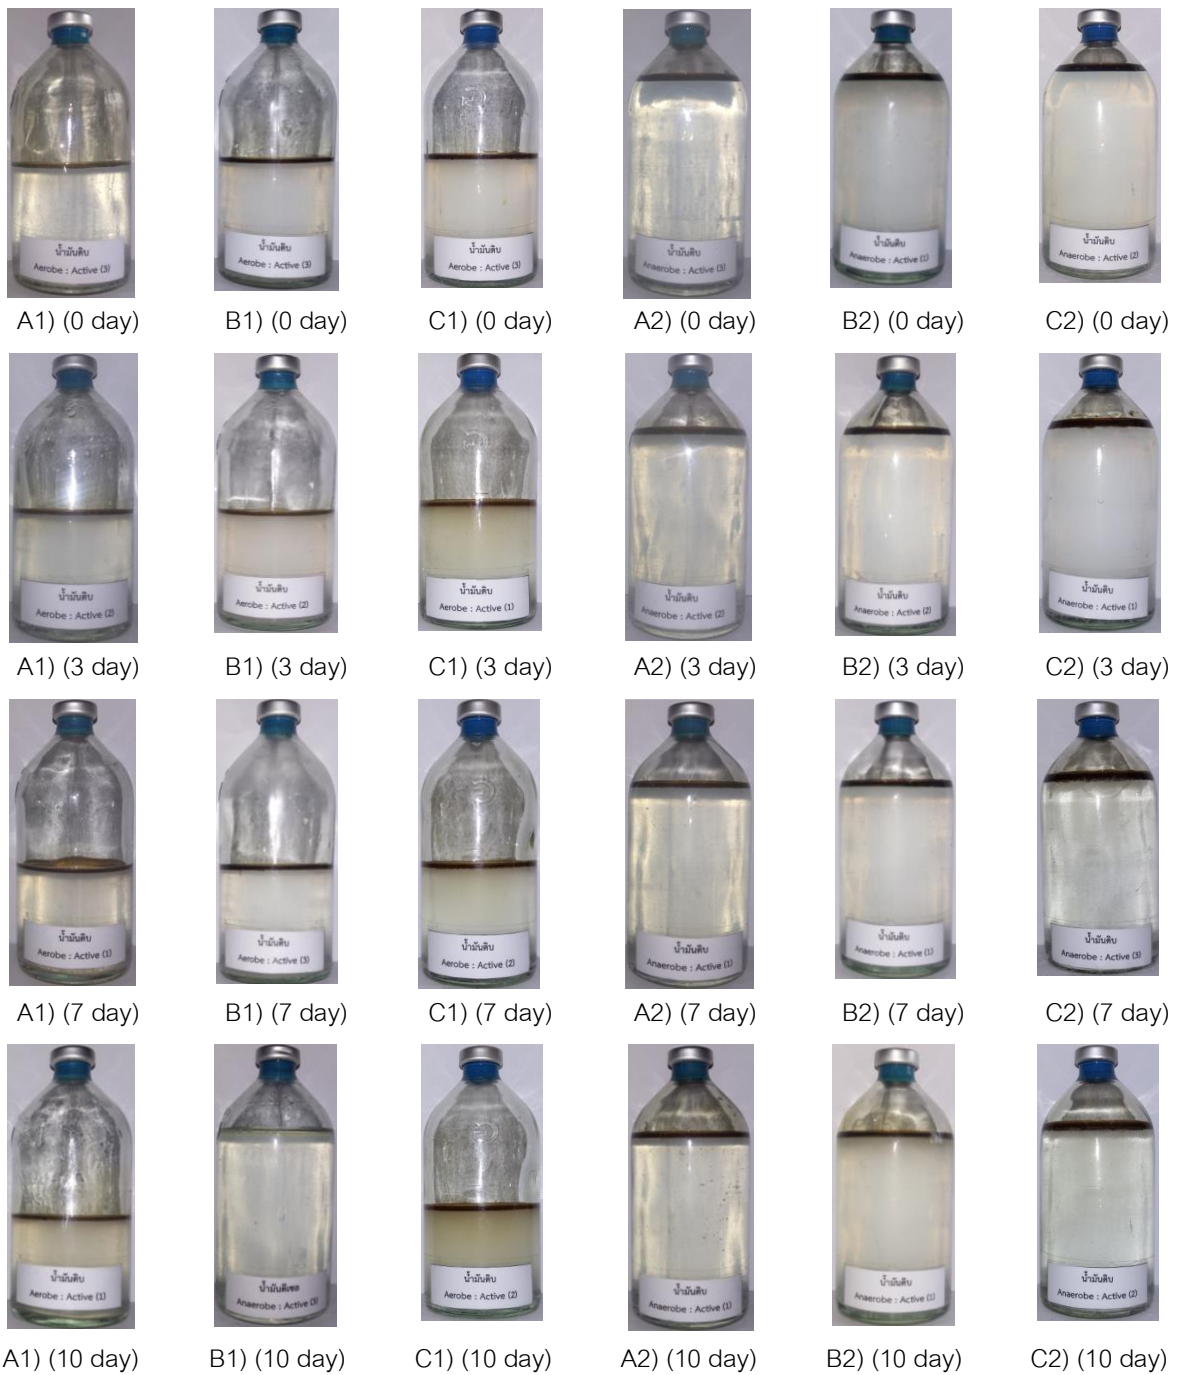 น้ำมันดิบ
Aerobe : Active (3)
น้ำมันดิบ
Aerobe : Active (3)
น้ำมันดิบ
Aerobe : Active (3)
น้ำมันดิบ
Anaerobe : Active (3)
น้ำมันดิบ
Anaerobe : Active (1)
น้ำมันดิบ
Anaerobe : Active (2)
A1) (0 day)
B1) (0 day)
C1) (0 day)
A2) (0 day)
B2) (0 day)
C2) (0 day)
น้ำมันดิบ
Aerobe : Active (2)
น้ำมันดิบ
Aerobe : Active (2)
น้ำมันดิบ
Aerobe : Active (1)
น้ำมันดิบ
Anaerobe : Active (2)
น้ำมันดิบ
Anaerobe : Active (2)
น้ำมันดิบ
Anaerobe : Active (1)
A1) (3 day)
B1) (3 day)
C1) (3 day)
A2) (3 day)
B2) (3 day)
C2) (3 day)
น้ำมันดิบ
Aerobe : Active (1)
น้ำมันดิบ
Aerobe : Active (3)
น้ำมันดิบ
Aerobe : Active (2)
น้ำมันดิบ
Anaerobe : Active (1)
น้ำมันดิบ
Anaerobe : Active (1)
น้ำมันดิบ
Anaerobe : Active (3)
A1) (7 day)
B1) (7 day)
C1) (7 day)
A2) (7 day)
B2) (7 day)
C2) (7 day)
น้ำมันดิบ
Aerobe : Active (1)
น้ำมันดีเซล
Anaerobe : Active (3)
น้ำมันดิบ
Aerobe : Active (2)
น้ำมันดิบ
Anaerobe : Active (1)
น้ำมันดิบ
Anaerobe : Active (1)
น้ำมันดิบ
Anaerobe : Active (2)
A1) (10 day)
B1) (10 day)
C1) (10 day)
A2) (10 day)
B2) (10 day)
C2) (10 day)